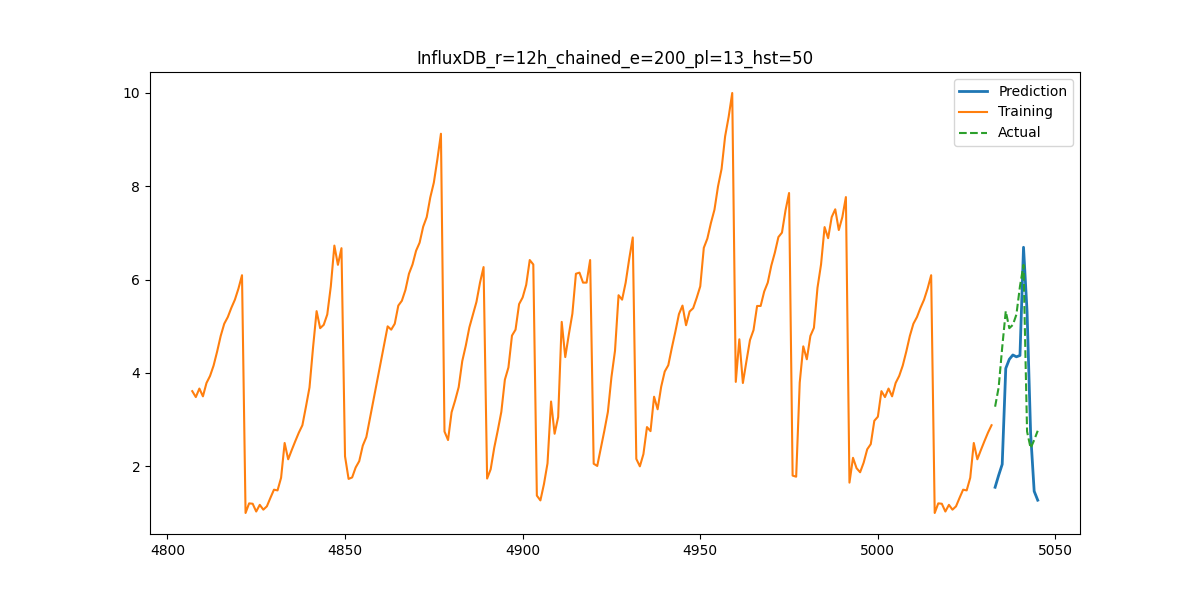 InfluxDB_r=12h_chained_e=200_pl=13_hst=50
Prediction
Training
Actual
10
8
6
4
2
4800
4850
4900
4950
5000
5050